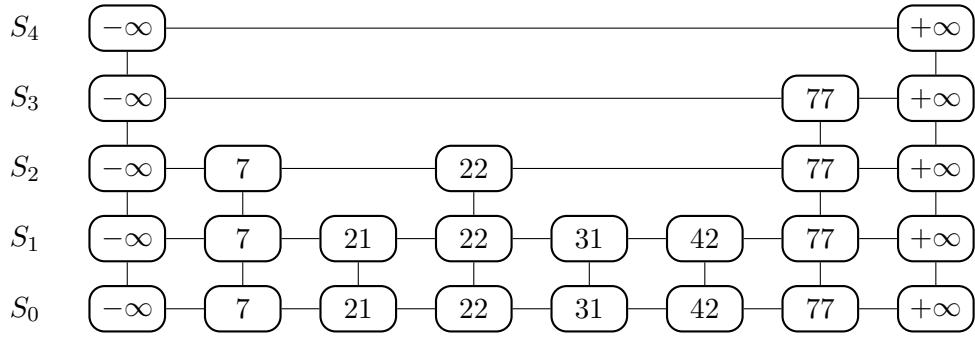 S₄ −∞ +∞
S₃ −∞ 77 +∞
S₂ −∞ 7 22 77 +∞
S₁ −∞ 7 21 22 31 42 77 +∞
S₀ −∞ 7 21 22 31 42 77 +∞